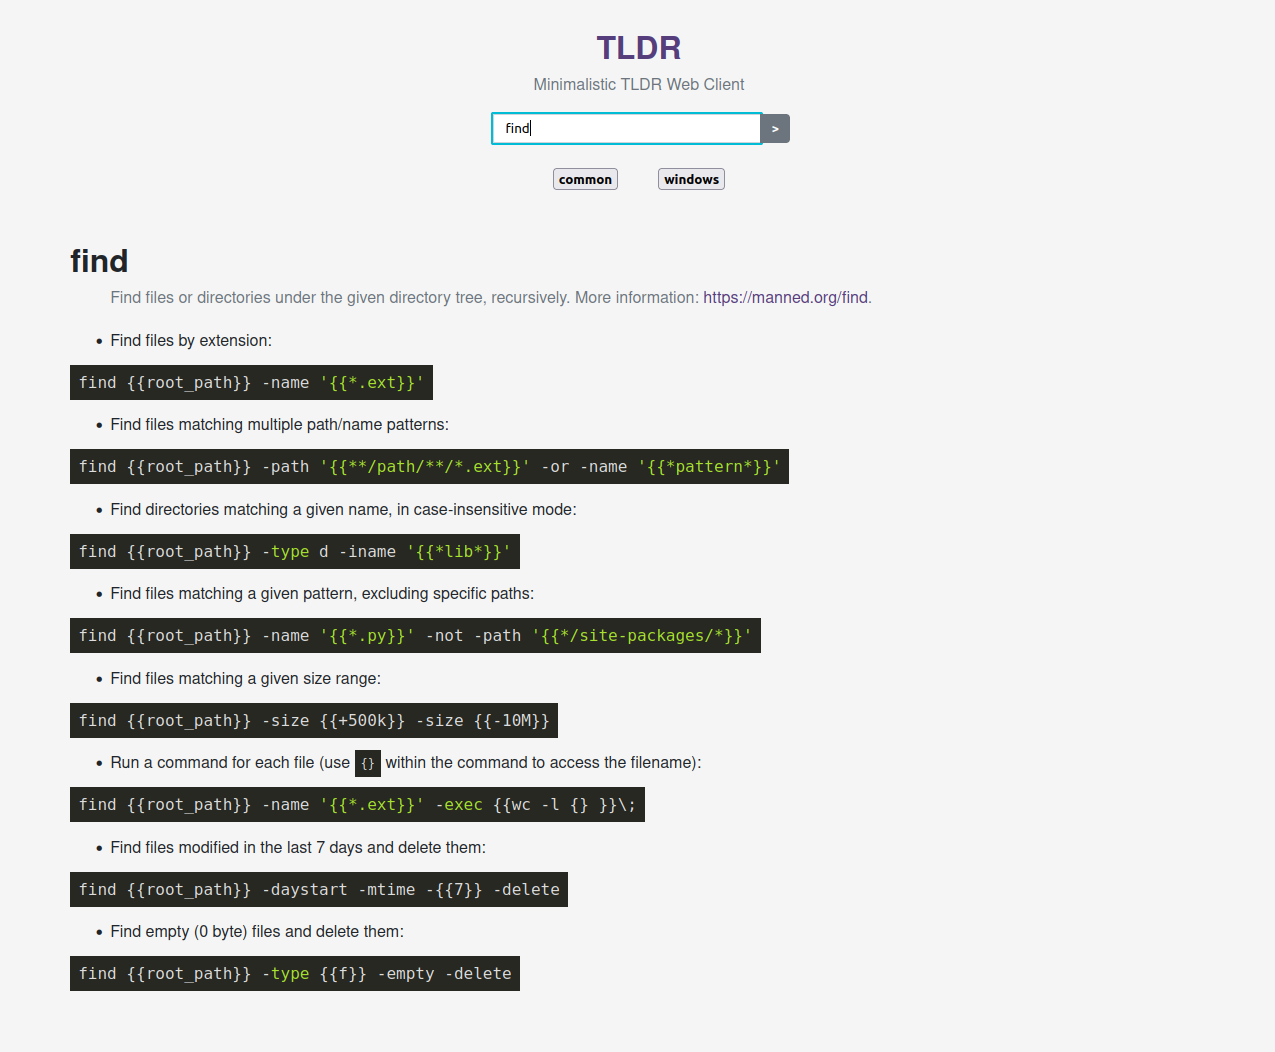 TLDR
Minimalistic TLDR Web Client
find
>
common windows
find
Find files or directories under the given directory tree, recursively. More information: https://manned.org/find.
• Find files by extension:
find {{root_path}} -name '{{*.ext}}'
• Find files matching multiple path/name patterns:
find {{root_path}} -path '{{**/path/**/*.ext}}' -or -name '{{*pattern*}}'
• Find directories matching a given name, in case-insensitive mode:
find {{root_path}} -type d -iname '{{*lib*}}'
• Find files matching a given pattern, excluding specific paths:
find {{root_path}} -name '{{*.py}}' -not -path '{{*/site-packages/*}}'
• Find files matching a given size range:
find {{root_path}} -size {{+500k}} -size {{-10M}}
• Run a command for each file (use {} within the command to access the filename):
find {{root_path}} -name '{{*.ext}}' -exec {{wc -l {} }}\;
• Find files modified in the last 7 days and delete them:
find {{root_path}} -daystart -mtime -{{7}} -delete
• Find empty (0 byte) files and delete them:
find {{root_path}} -type {{f}} -empty -delete